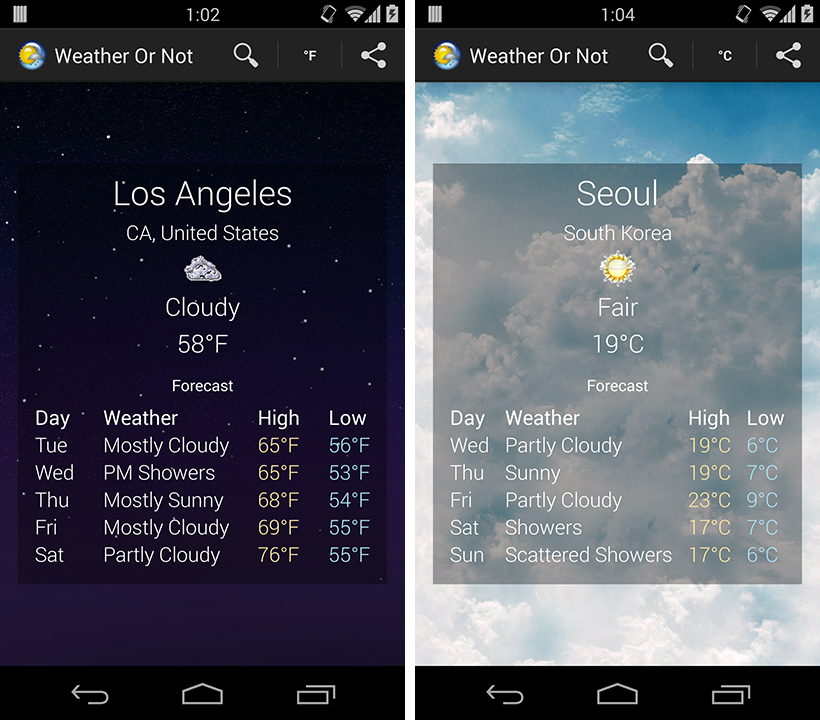 1:02
Weather Or Not
°F
Los Angeles
CA, United States
Cloudy
58°F
Forecast
Day Weather High Low
Tue Mostly Cloudy 65°F 56°F
Wed PM Showers 65°F 53°F
Thu Mostly Sunny 68°F 54°F
Fri Mostly Cloudy 69°F 55°F
Sat Partly Cloudy 76°F 55°F
1:04
Weather Or Not
°C
Seoul
South Korea
Fair
19°C
Forecast
Day Weather High Low
Wed Partly Cloudy 19°C 6°C
Thu Sunny 19°C 7°C
Fri Partly Cloudy 23°C 9°C
Sat Showers 17°C 7°C
Sun Scattered Showers 17°C 6°C